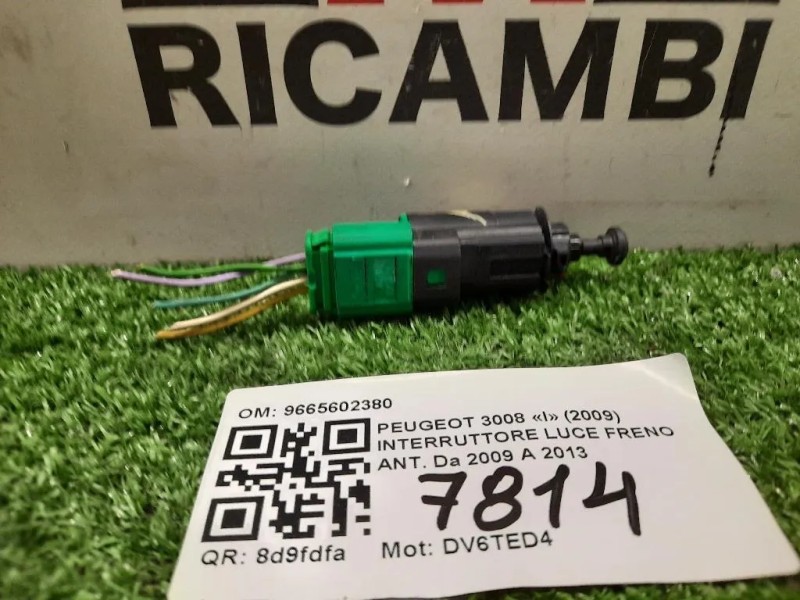 RICAMBI
OM: 9665602380
PEUGEOT 3008 «I» (2009)
INTERRUTTORE LUCE FRENO
ANT. Da 2009 A 2013
7814
QR: 8d9fdfa Mot: DV6TED4